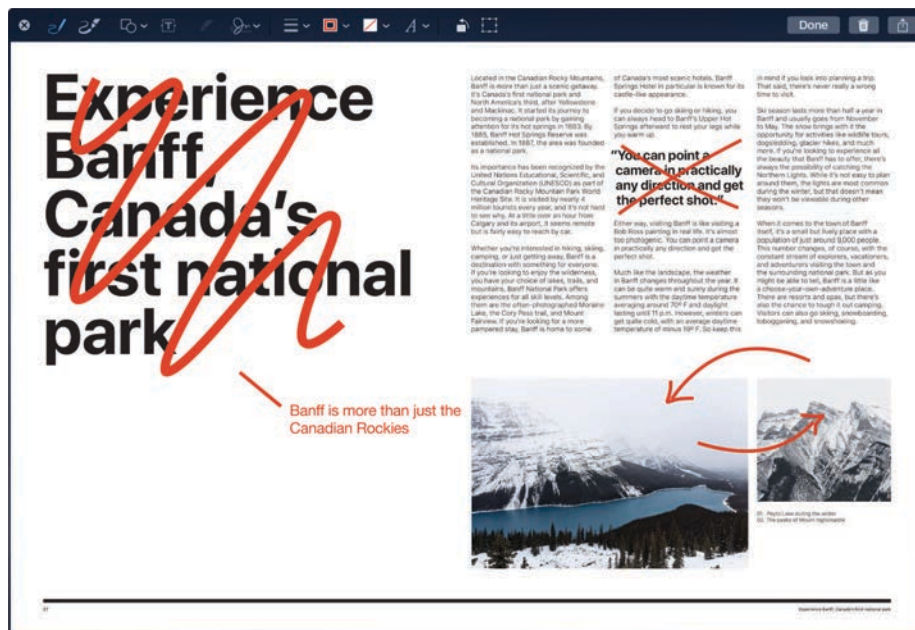 Done
Experience
Banff,
Canada's
first national
park
Banff is more than just the
Canadian Rockies
Located in the Canadian Rocky Mountains,
Banff is more than just a scenic getaway.
It's Canada's first national park and
North America's third, after Yellowstone
and Mackinac. It started its journey to
becoming a national park by gaining
attention for its hot springs in 1883. By
1885, Banff Hot Springs Reserve was
established. In 1887, the area was founded
as a national park.
Its importance has been recognized by the
United Nations Educational, Scientific, and
Cultural Organization (UNESCO) as part of
the Canadian Rocky Mountain Park World
Heritage Site. It is visited by nearly 4
million tourists every year, and it's not hard
to see why. At a little over an hour from
Calgary and its airport, it seems remote
but is fairly easy to reach by car.
Whether you're interested in hiking, skiing,
camping, or just getting away, Banff is a
destination with something for everyone.
If you're looking to enjoy the wilderness,
you have your choice of lakes, trails, and
mountains. Banff National Park offers
experiences for all skill levels. Among
them are the often-photographed Moraine
Lake, the Cory Pass trail, and Mount
Fairview. If you're looking for a more
pampered stay, Banff is home to some
of Canada's most scenic hotels. Banff
Springs Hotel in particular is known for its
castle-like appearance.
If you decide to go skiing or hiking, you
can always head to Banff's Upper Hot
Springs afterward to rest your legs while
you warm up.
"You can point a
camera in practically
any direction and get
the perfect shot."
Either way, visiting Banff is like visiting a
Bob Ross painting in real life. It's almost
too photogenic. You can point a camera
in practically any direction and get the
perfect shot.
Much like the landscape, the weather
in Banff changes throughout the year. It
can be quite warm and sunny during the
summers with the daytime temperature
averaging around 70º F and daylight
lasting until 11 p.m. However, winters can
get quite cold, with an average daytime
temperature of minus 19º F. So keep this
in mind if you look into planning a trip.
That said, there's never really a wrong
time to visit.
Ski season lasts more than half a year in
Banff and usually goes from November
to May. The snow brings with it the
opportunity for activities like wildlife tours,
dogsledding, glacier hikes, and much
more. If you're looking to experience all
the beauty that Banff has to offer, there's
always the possibility of catching the
Northern Lights. While it's not easy to plan
around them, the lights are most common
during the winter, but that doesn't mean
they won't be viewable during other
seasons.
When it comes to the town of Banff
itself, it's a small but lively place with a
population of just around 9,000 people.
This number changes, of course, with the
constant stream of explorers, vacationers,
and adventurers visiting the town and
the surrounding national park. But as you
might be able to tell, Banff is a little like
a choose-your-own-adventure place.
There are resorts and spas, but there's
also the chance to tough it out camping.
Visitors can also go skiing, snowboarding,
tobogganing, and snowshoeing.
01. Peyto Lake during the winter
02. The peaks of Mount
Experience Banff, Canada's first national park